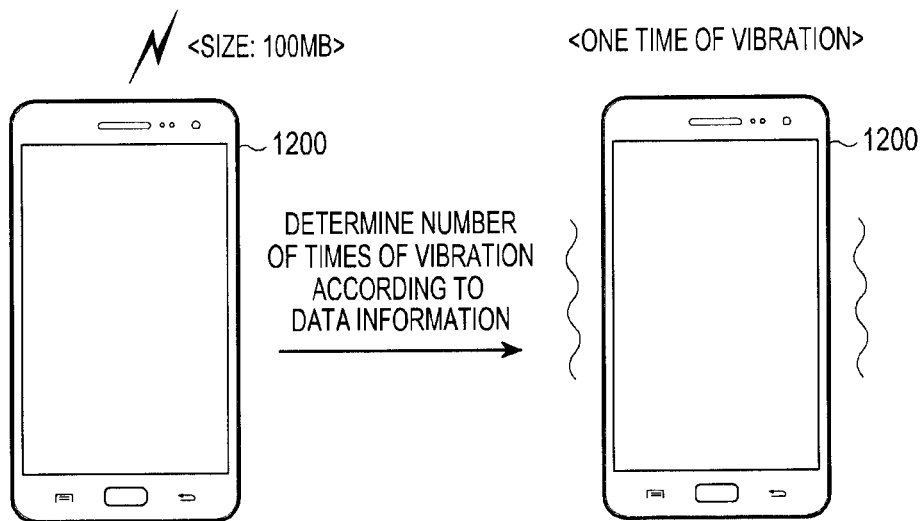 <SIZE: 100MB>
<ONE TIME OF VIBRATION>
1200
1200
DETERMINE NUMBER
OF TIMES OF VIBRATION
ACCORDING TO
DATA INFORMATION